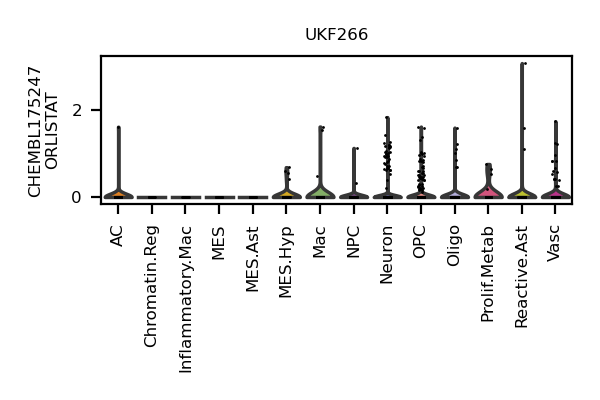 UKF266
CHEMBL175247
ORLISTAT
2
0
AC
Chromatin.Reg
Inflammatory.Mac
MES
MES.Ast
MES.Hyp
Mac
NPC
Neuron
OPC
Oligo
Prolif.Metab
Reactive.Ast
Vasc